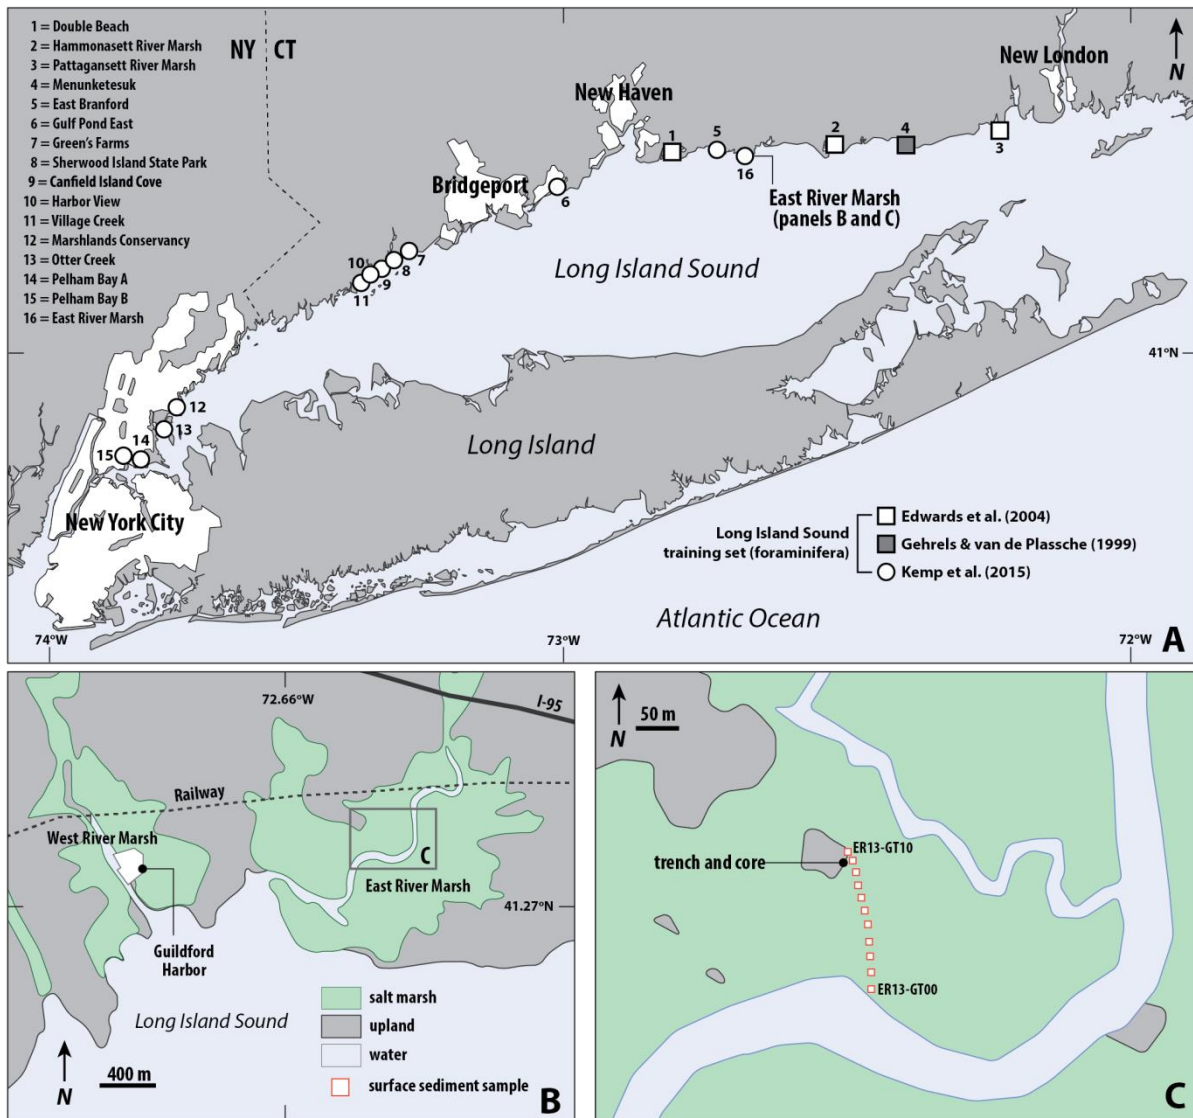 1 = Double Beach
2 = Hammonasett River Marsh
3 = Pattagansett River Marsh
4 = Menunketesuk
5 = East Branford
6 = Gulf Pond East
7 = Green's Farms
8 = Sherwood Island State Park
9 = Canfield Island Cove
10 = Harbor View
11 = Village Creek
12 = Marshlands Conservancy
13 = Otter Creek
14 = Pelham Bay A
15 = Pelham Bay B
16 = East River Marsh
NY CT
New London
N
New Haven
1
5
16
2
4
3
Bridgeport
6
East River Marsh
(panels B and C)
10
7
8
9
11
Long Island Sound
41ºN
12
13
14
15
Long Island
New York City
Long Island Sound
training set (foraminifera)
Edwards et al. (2004)
Gehrels & van de Plassche (1999)
Kemp et al. (2015)
Atlantic Ocean
74ºW
73ºW
72ºW
A
72.66ºW
I-95
Railway
West River Marsh
C
East River Marsh
41.27ºN
Guildford
Harbor
Long Island Sound
salt marsh
upland
water
surface sediment sample
N
400 m
B
N
50 m
ER13-GT10
trench and core
ER13-GT00
C